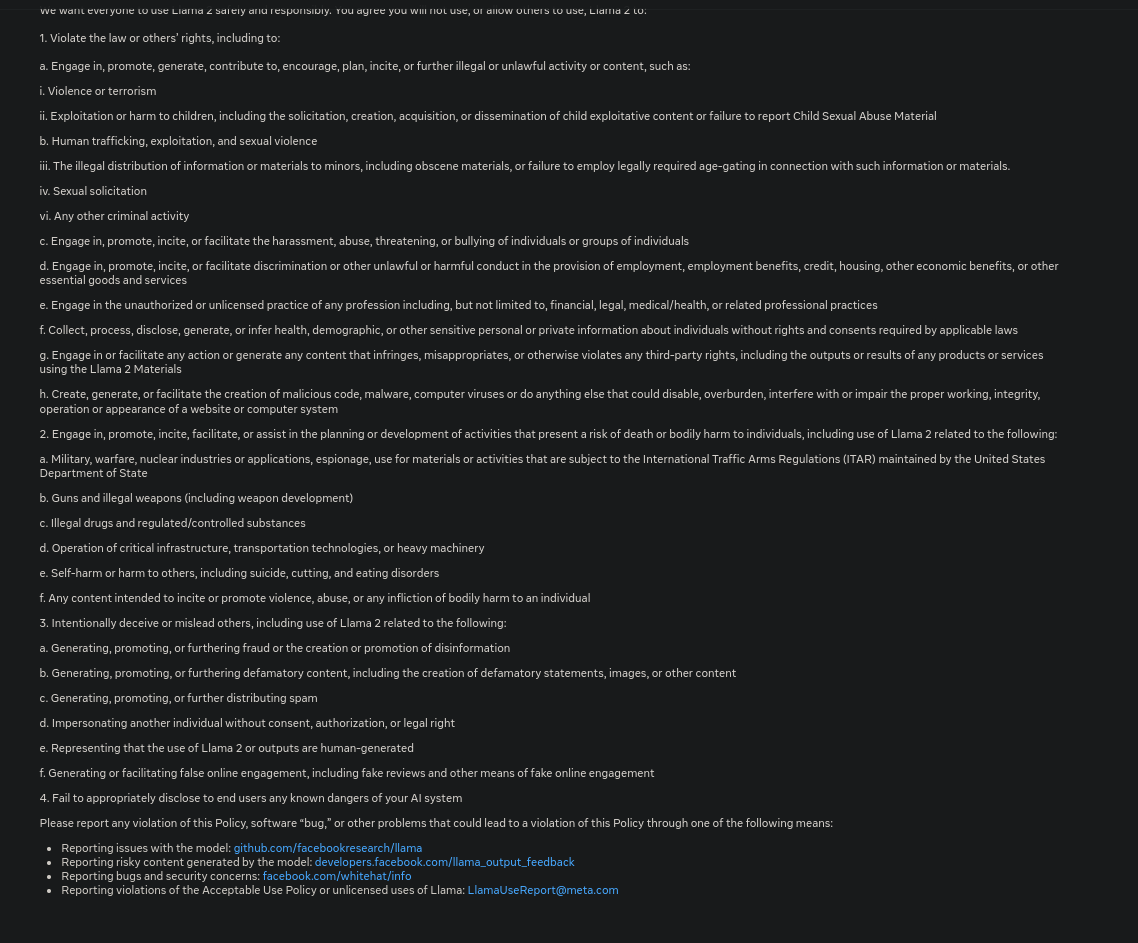 We want everyone to use Llama 2 safely and responsibly. You agree you will not use, or allow others to use, Llama 2 to:
1. Violate the law or others’ rights, including to:
a. Engage in, promote, generate, contribute to, encourage, plan, incite, or further illegal or unlawful activity or content, such as:
i. Violence or terrorism
ii. Exploitation or harm to children, including the solicitation, creation, acquisition, or dissemination of child exploitative content or failure to report Child Sexual Abuse Material
b. Human trafficking, exploitation, and sexual violence
iii. The illegal distribution of information or materials to minors, including obscene materials, or failure to employ legally required age-gating in connection with such information or materials.
iv. Sexual solicitation
vi. Any other criminal activity
c. Engage in, promote, incite, or facilitate the harassment, abuse, threatening, or bullying of individuals or groups of individuals
d. Engage in, promote, incite, or facilitate discrimination or other unlawful or harmful conduct in the provision of employment, employment benefits, credit, housing, other economic benefits, or other
essential goods and services
e. Engage in the unauthorized or unlicensed practice of any profession including, but not limited to, financial, legal, medical/health, or related professional practices
f. Collect, process, disclose, generate, or infer health, demographic, or other sensitive personal or private information about individuals without rights and consents required by applicable laws
g. Engage in or facilitate any action or generate any content that infringes, misappropriates, or otherwise violates any third-party rights, including the outputs or results of any products or services
using the Llama 2 Materials
h. Create, generate, or facilitate the creation of malicious code, malware, computer viruses or do anything else that could disable, overburden, interfere with or impair the proper working, integrity,
operation or appearance of a website or computer system
2. Engage in, promote, incite, facilitate, or assist in the planning or development of activities that present a risk of death or bodily harm to individuals, including use of Llama 2 related to the following:
a. Military, warfare, nuclear industries or applications, espionage, use for materials or activities that are subject to the International Traffic Arms Regulations (ITAR) maintained by the United States
Department of State
b. Guns and illegal weapons (including weapon development)
c. Illegal drugs and regulated/controlled substances
d. Operation of critical infrastructure, transportation technologies, or heavy machinery
e. Self-harm or harm to others, including suicide, cutting, and eating disorders
f. Any content intended to incite or promote violence, abuse, or any infliction of bodily harm to an individual
3. Intentionally deceive or mislead others, including use of Llama 2 related to the following:
a. Generating, promoting, or furthering fraud or the creation or promotion of disinformation
b. Generating, promoting, or furthering defamatory content, including the creation of defamatory statements, images, or other content
c. Generating, promoting, or further distributing spam
d. Impersonating another individual without consent, authorization, or legal right
e. Representing that the use of Llama 2 or outputs are human-generated
f. Generating or facilitating false online engagement, including fake reviews and other means of fake online engagement
4. Fail to appropriately disclose to end users any known dangers of your AI system
Please report any violation of this Policy, software “bug,” or other problems that could lead to a violation of this Policy through one of the following means:
• Reporting issues with the model: github.com/facebookresearch/llama
• Reporting risky content generated by the model: developers.facebook.com/llama_output_feedback
• Reporting bugs and security concerns: facebook.com/whitehat/info
• Reporting violations of the Acceptable Use Policy or unlicensed uses of Llama: LlamaUseReport@meta.com